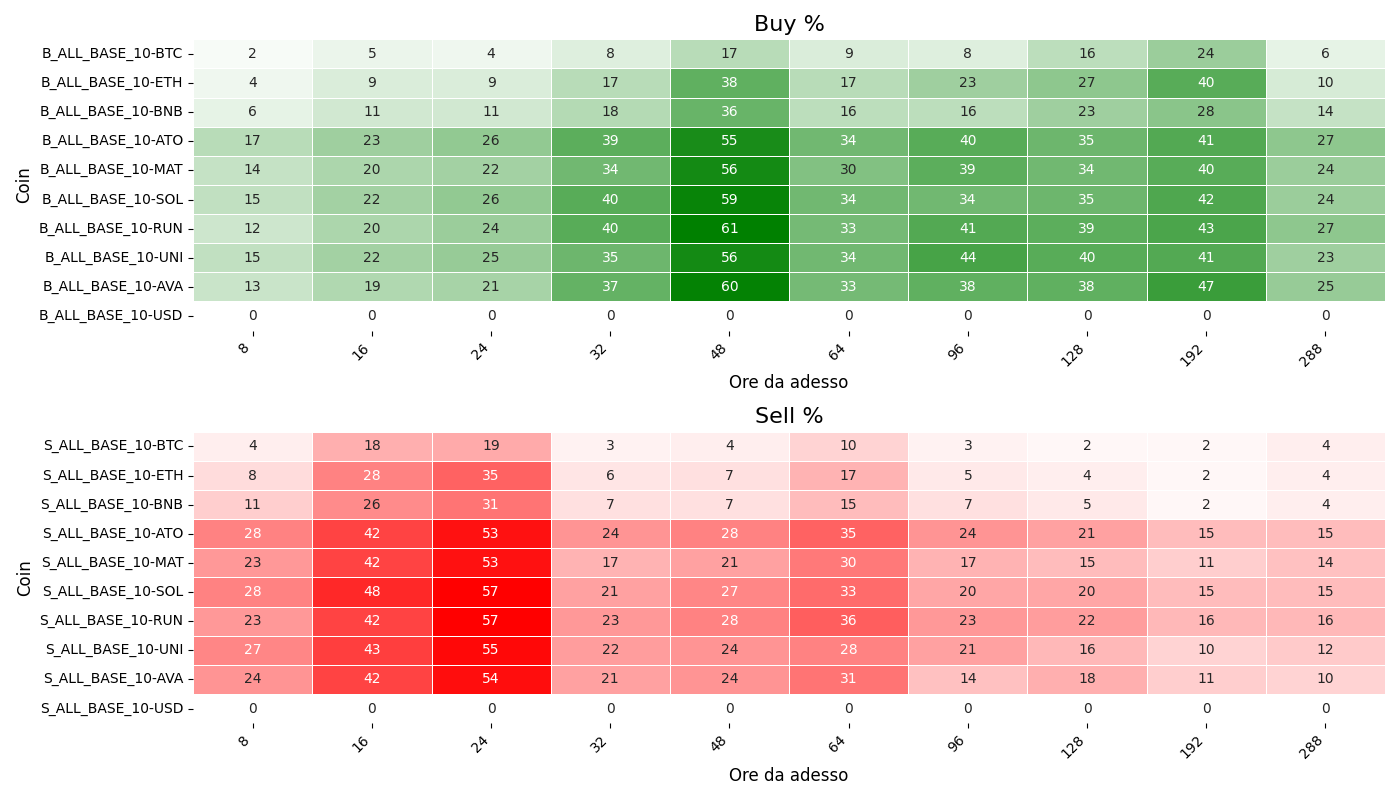 Buy %
Coin
B_ALL_BASE_10-BTC 2 5 4 8 17 9 8 16 24 6
B_ALL_BASE_10-ETH 4 9 9 17 38 17 23 27 40 10
B_ALL_BASE_10-BNB 6 11 11 18 36 16 16 23 28 14
B_ALL_BASE_10-ATO 17 23 26 39 55 34 40 35 41 27
B_ALL_BASE_10-MAT 14 20 22 34 56 30 39 34 40 24
B_ALL_BASE_10-SOL 15 22 26 40 59 34 34 35 42 24
B_ALL_BASE_10-RUN 12 20 24 40 61 33 41 39 43 27
B_ALL_BASE_10-UNI 15 22 25 35 56 34 44 40 41 23
B_ALL_BASE_10-AVA 13 19 21 37 60 33 38 38 47 25
B_ALL_BASE_10-USD 0 0 0 0 0 0 0 0 0 0
8 16 24 32 48 64 96 128 192 288
Ore da adesso
Sell %
Coin
S_ALL_BASE_10-BTC 4 18 19 3 4 10 3 2 2 4
S_ALL_BASE_10-ETH 8 28 35 6 7 17 5 4 2 4
S_ALL_BASE_10-BNB 11 26 31 7 7 15 7 5 2 4
S_ALL_BASE_10-ATO 28 42 53 24 28 35 24 21 15 15
S_ALL_BASE_10-MAT 23 42 53 17 21 30 17 15 11 14
S_ALL_BASE_10-SOL 28 48 57 21 27 33 20 20 15 15
S_ALL_BASE_10-RUN 23 42 57 23 28 36 23 22 16 16
S_ALL_BASE_10-UNI 27 43 55 22 24 28 21 16 10 12
S_ALL_BASE_10-AVA 24 42 54 21 24 31 14 18 11 10
S_ALL_BASE_10-USD 0 0 0 0 0 0 0 0 0 0
8 16 24 32 48 64 96 128 192 288
Ore da adesso